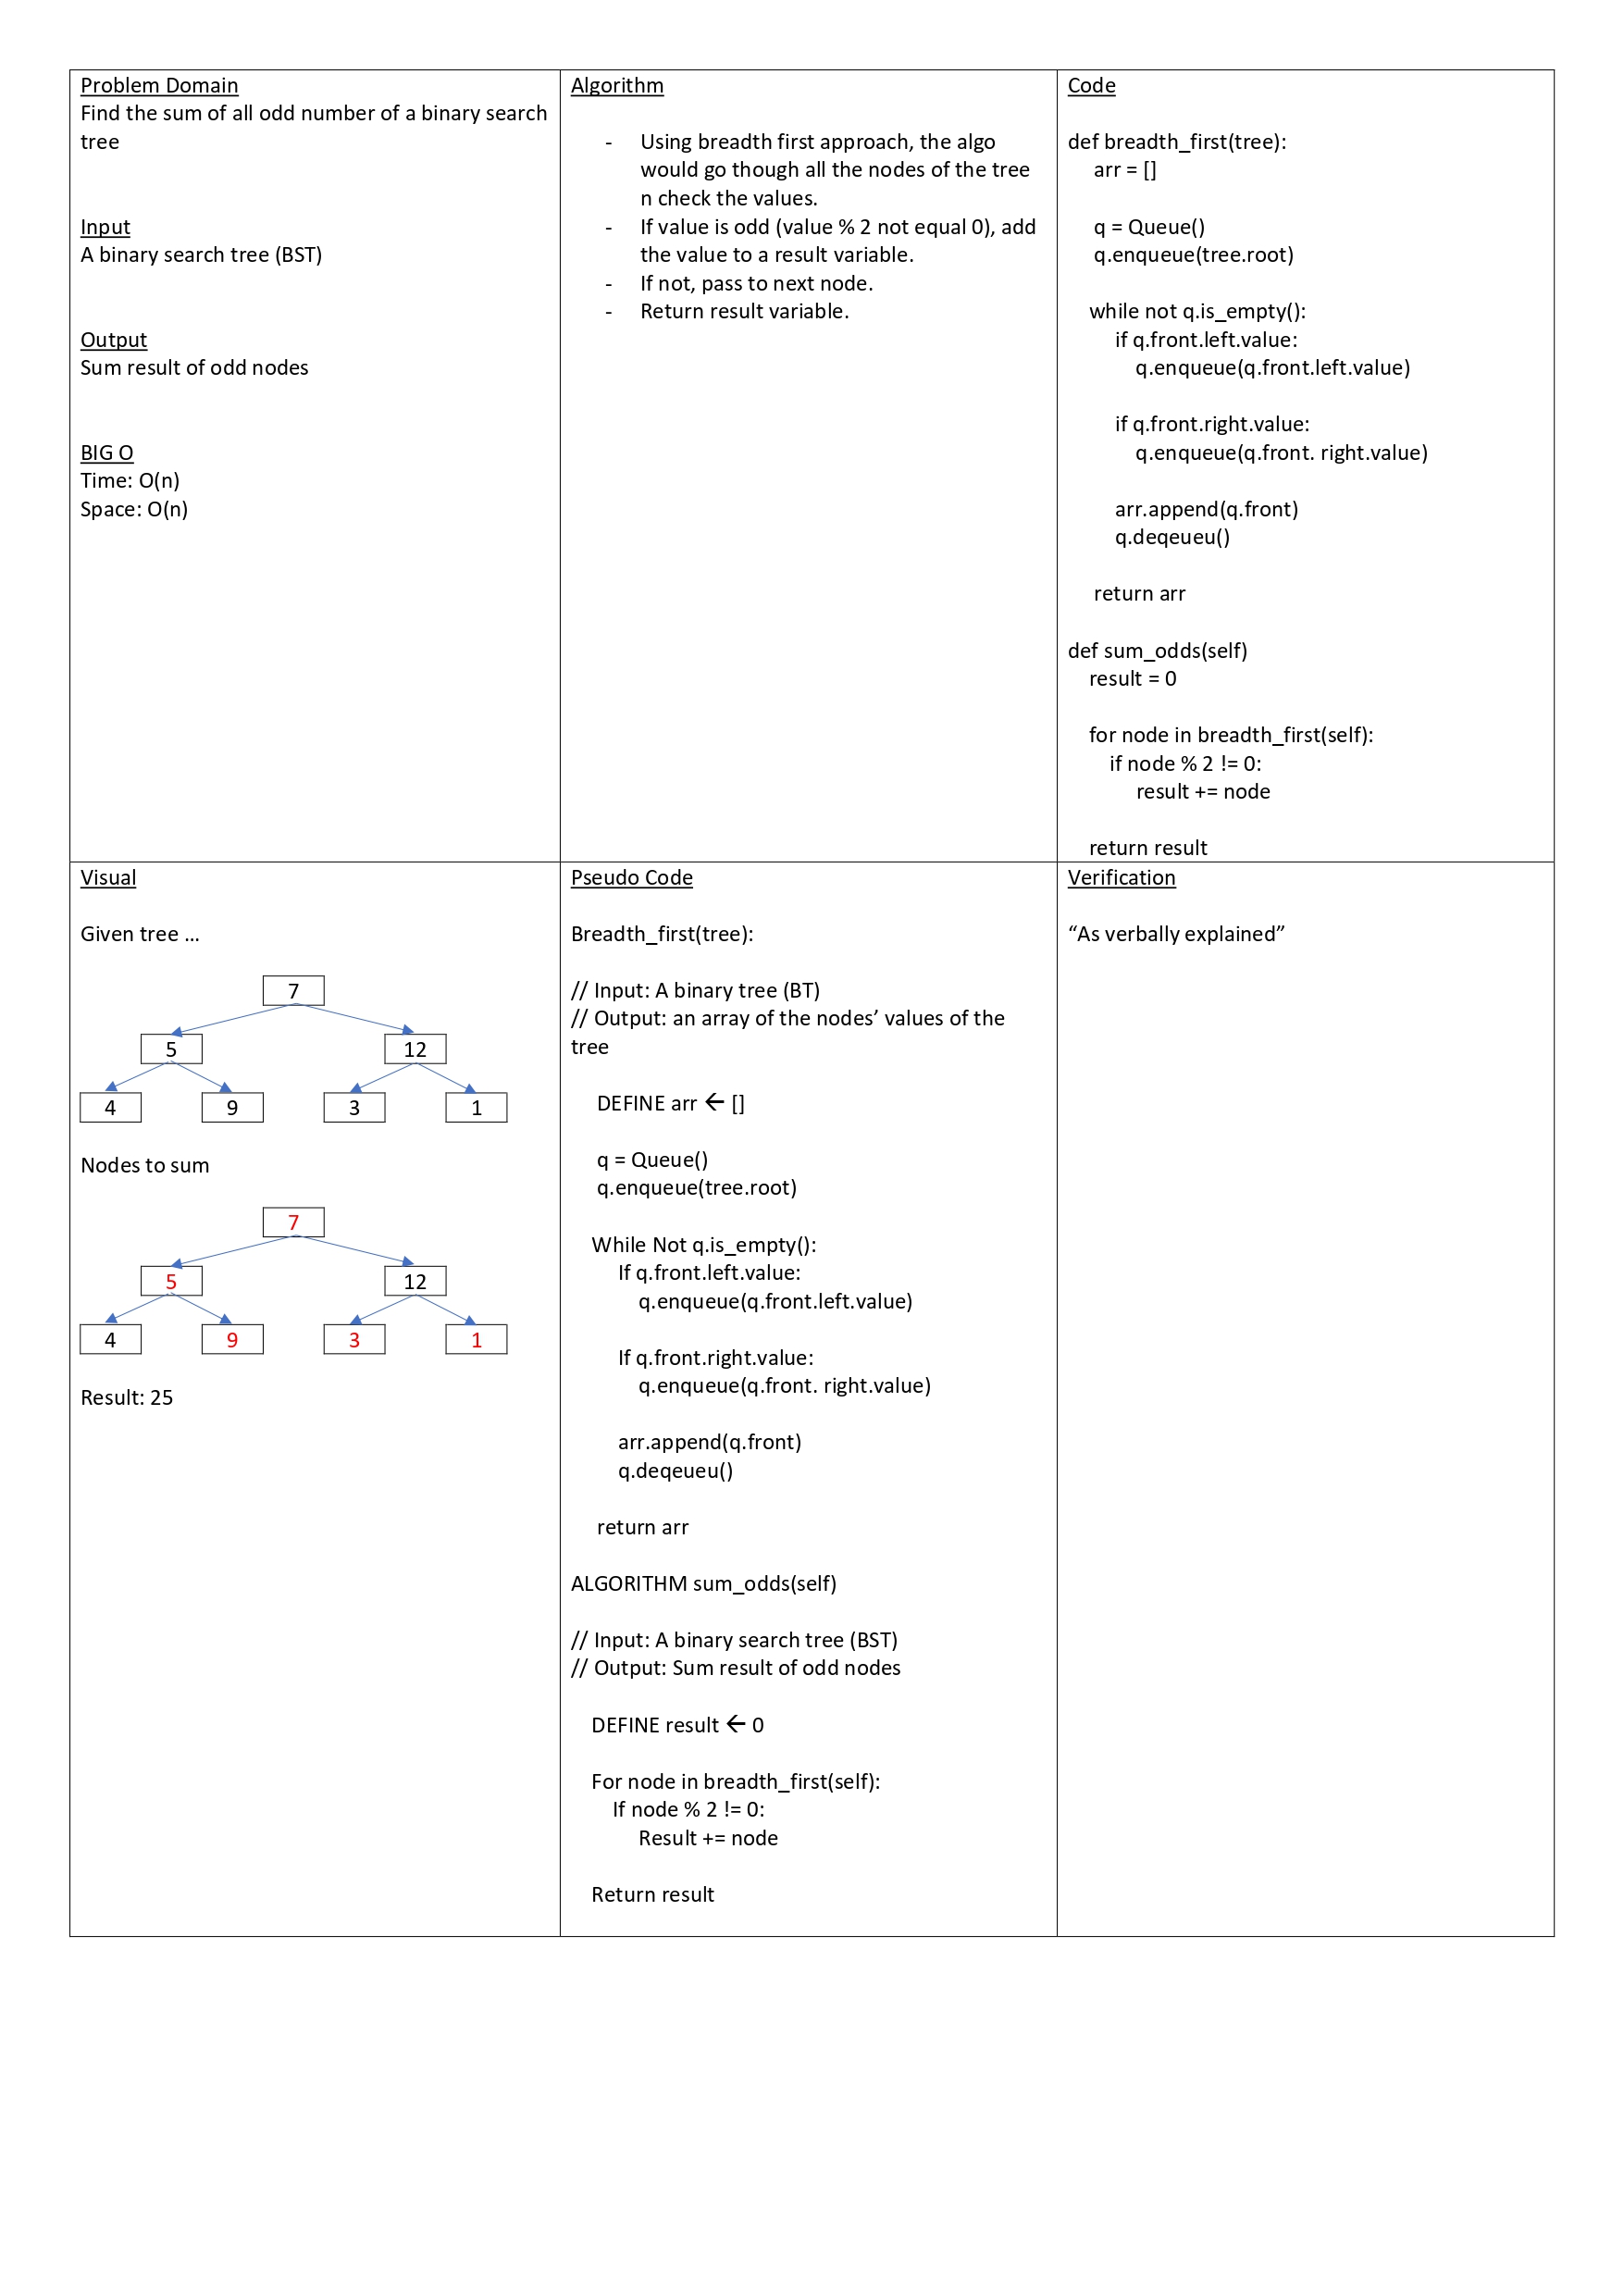 Problem Domain
Find the sum of all odd number of a binary search
tree
Input
A binary search tree (BST)
Output
Sum result of odd nodes
BIG O
Time: O(n)
Space: O(n)
Algorithm
- Using breadth first approach, the algo
would go though all the nodes of the tree
n check the values.
- If value is odd (value % 2 not equal 0), add
the value to a result variable.
- If not, pass to next node.
- Return result variable.
Code
def breadth_first(tree):
arr = []
q = Queue()
q.enqueue(tree.root)
while not q.is_empty():
if q.front.left.value:
q.enqueue(q.front.left.value)
if q.front.right.value:
q.enqueue(q.front. right.value)
arr.append(q.front)
q.deqeueu()
return arr
def sum_odds(self)
result = 0
for node in breadth_first(self):
if node % 2 != 0:
result += node
return result
Visual
Given tree ...
7
5 12
4 9 3 1
Nodes to sum
7
5 12
4 9 3 1
Result: 25
Pseudo Code
Breadth_first(tree):
// Input: A binary tree (BT)
// Output: an array of the nodes’ values of the
tree
DEFINE arr ← []
q = Queue()
q.enqueue(tree.root)
While Not q.is_empty():
If q.front.left.value:
q.enqueue(q.front.left.value)
If q.front.right.value:
q.enqueue(q.front. right.value)
arr.append(q.front)
q.deqeueu()
return arr
ALGORITHM sum_odds(self)
// Input: A binary search tree (BST)
// Output: Sum result of odd nodes
DEFINE result ← 0
For node in breadth_first(self):
If node % 2 != 0:
Result += node
Return result
Verification
“As verbally explained”